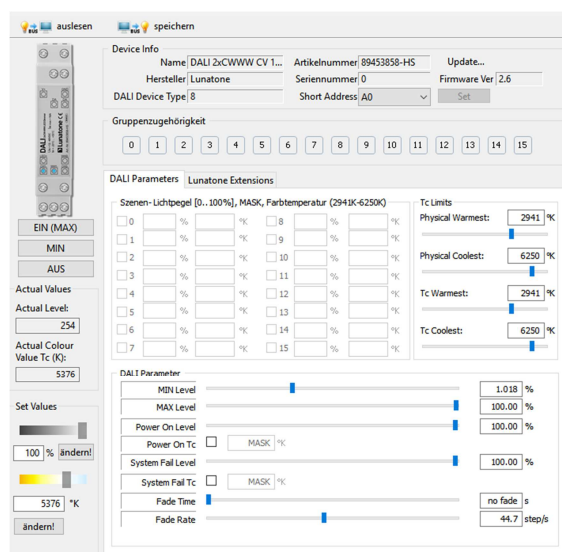 auslesen speichern
Device Info
Name DALI 2xCWWW CV 1... Artikelnummer 89453858-HS Update...
Hersteller Lunatone Seriennummer 0 Firmware Ver 2.6
DALI Device Type 8 Short Address A0 Set
Gruppenzugehörigkeit
0 1 2 3 4 5 6 7 8 9 10 11 12 13 14 15
EIN (MAX)
MIN
AUS
Actual Values
Actual Level:
254
Actual Colour
Value Tc (K):
5376
Set Values
100 % ändern!
5376 °K
ändern!
DALI Parameters Lunatone Extensions
Szenen- Lichtpegel [0..100%], MASK, Farbtemperatur (2941K-6250K)
0 % °K 8 % °K
1 % °K 9 % °K
2 % °K 10 % °K
3 % °K 11 % °K
4 % °K 12 % °K
5 % °K 13 % °K
6 % °K 14 % °K
7 % °K 15 % °K
Tc Limits
Physical Warmest: 2941 °K
Physical Coolest: 6250 °K
Tc Warmest: 2941 °K
Tc Coolest: 6250 °K
DALI Parameter
MIN Level 1.018 %
MAX Level 100.00 %
Power On Level 100.00 %
Power On Tc MASK °K
System Fail Level 100.00 %
System Fail Tc MASK °K
Fade Time no fade s
Fade Rate 44.7 step/s